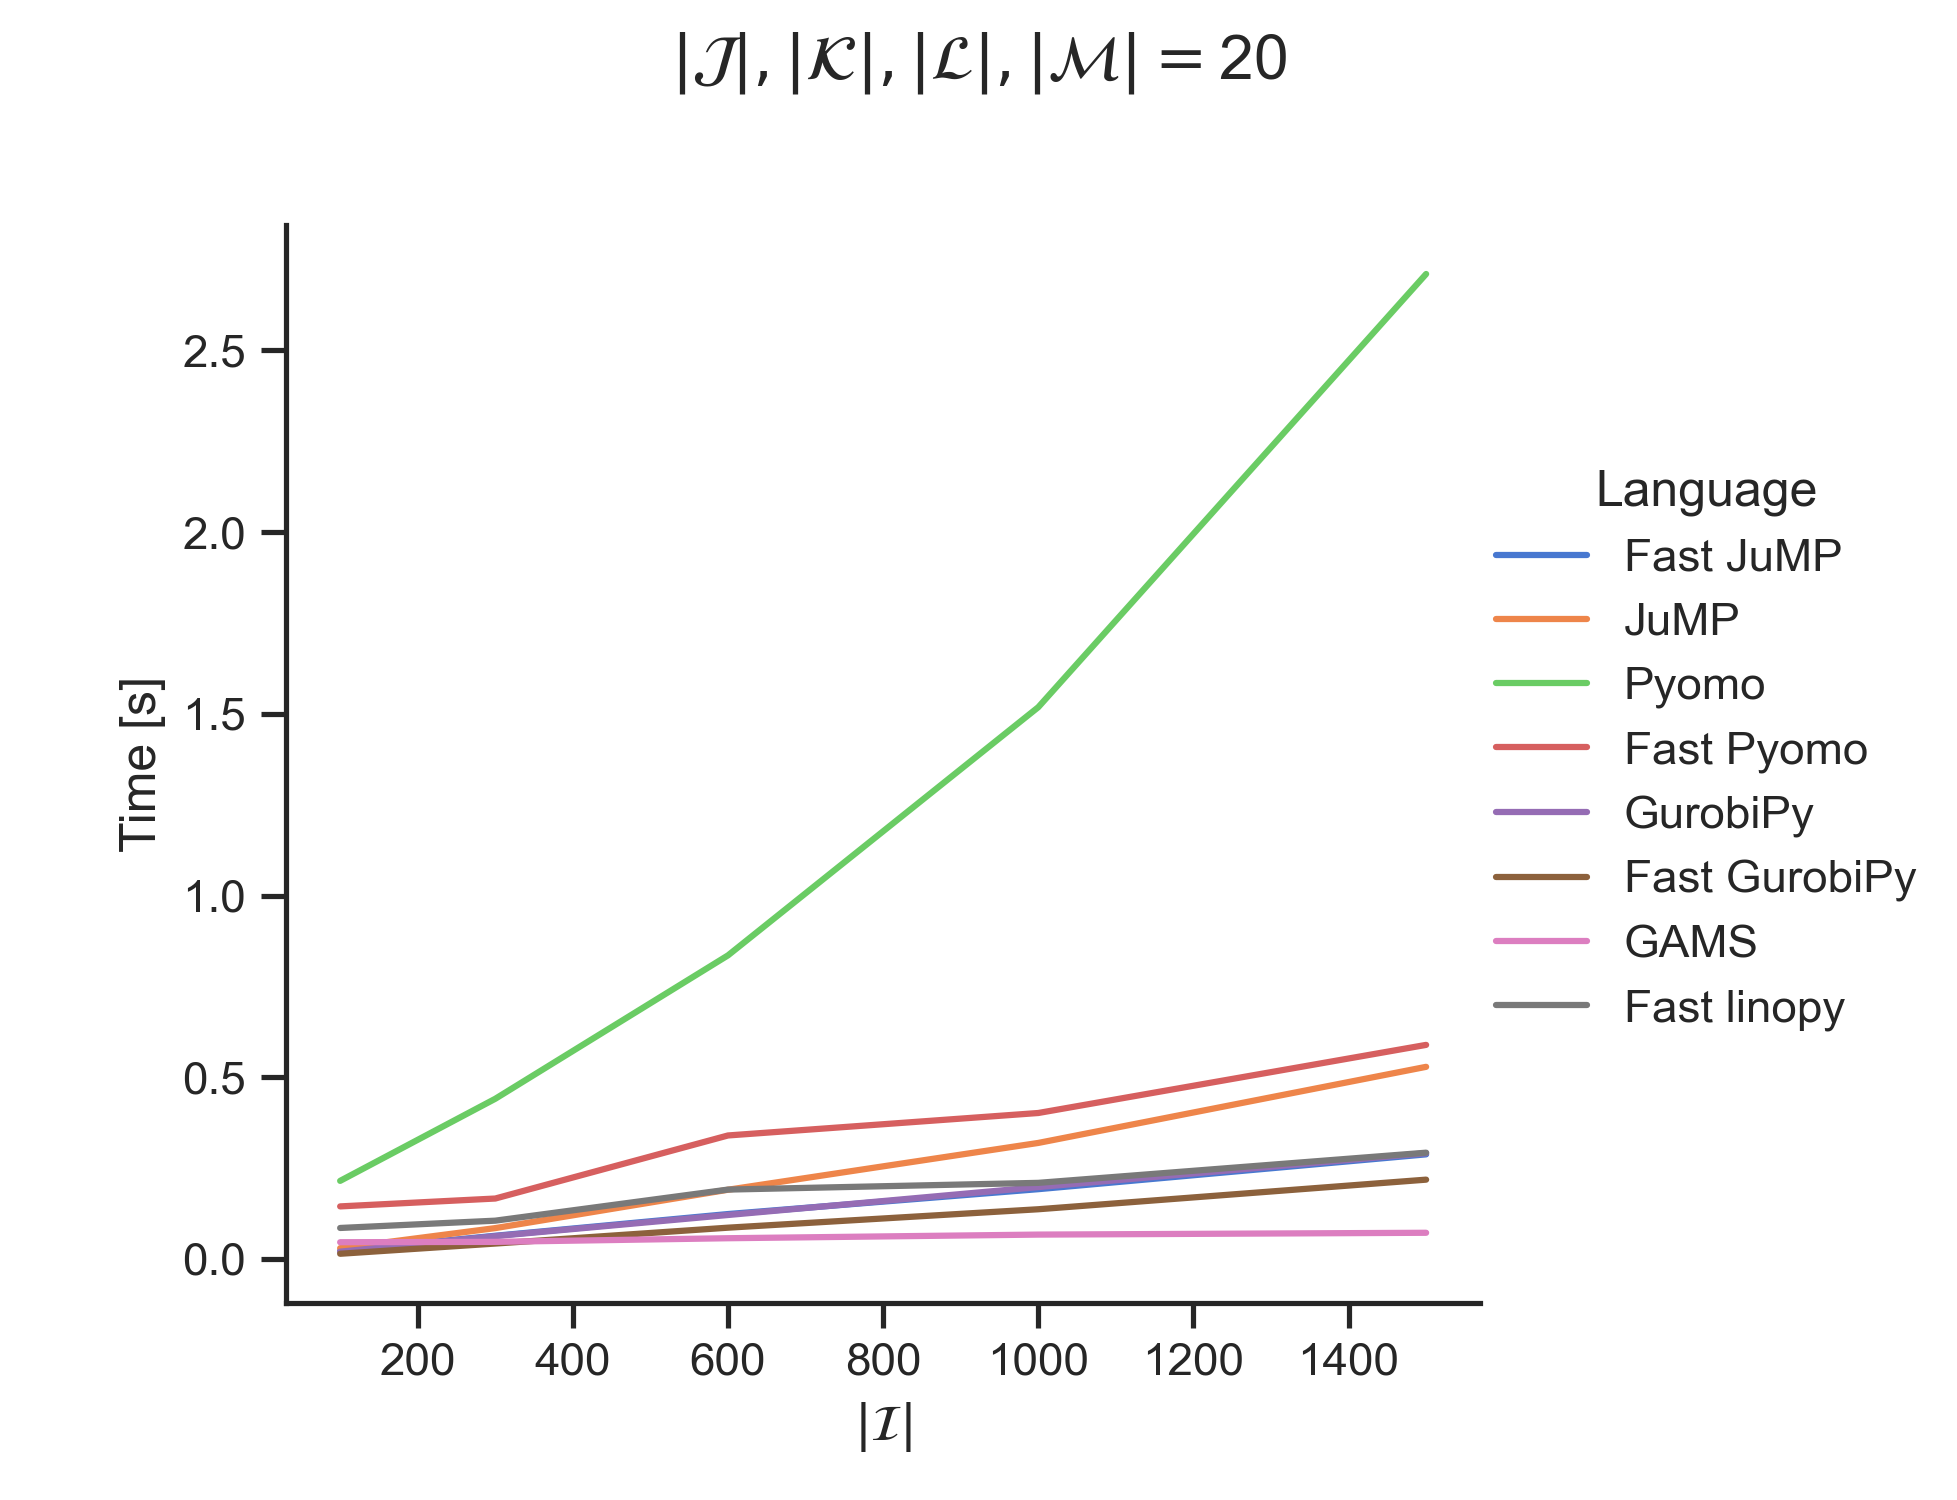 |𝒥|, |𝒦|, |ℒ|, |ℳ| = 20
2.5
2.0
1.5
1.0
0.5
0.0
Time [s]
200 400 600 800 1000 1200 1400
|ℐ|
Language
Fast JuMP
JuMP
Pyomo
Fast Pyomo
GurobiPy
Fast GurobiPy
GAMS
Fast linopy